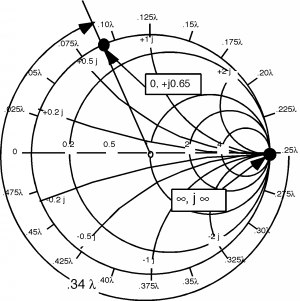 .125λ
.10λ
.15λ
.075λ
.175λ
+1 j
+0.5 j
+2 j
0, +j0.65
.05λ
.20λ
.025λ
+0.2 j
.225λ
0
0.2
0.5
2
4
.25λ
∞, j ∞
.475λ
-0.2 j
.275λ
.45λ
-0.5 j
-2 j
.30λ
.425λ
-1 j
.34 λ
.40λ
.375λ
.35λ